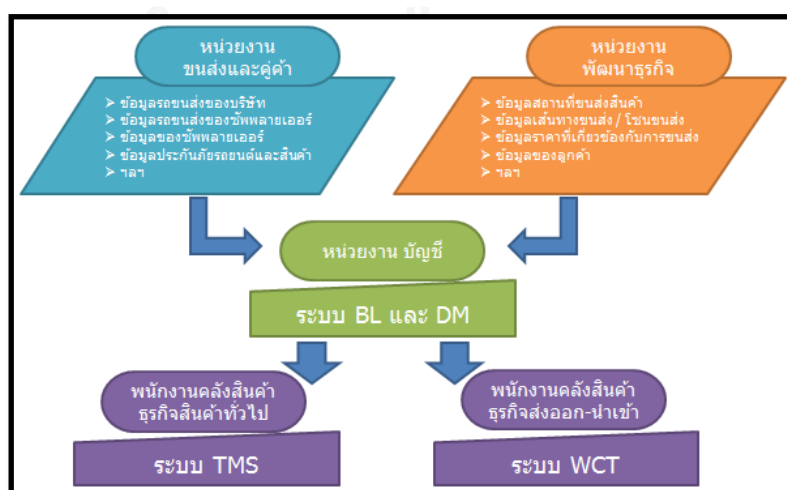 หน่วยงาน
ขนส่งและคู่ค้า
➢ ข้อมูลรถขนส่งของบริษัท
➢ ข้อมูลรถขนส่งของซัพพลายเออร์
➢ ข้อมูลของซัพพลายเออร์
➢ ข้อมูลประกันภัยรถยนต์และสินค้า
➢ ฯลฯ
หน่วยงาน
พัฒนาธุรกิจ
➢ ข้อมูลสถานที่ขนส่งสินค้า
➢ ข้อมูลเส้นทางขนส่ง / โซนขนส่ง
➢ ข้อมูลราคาที่เกี่ยวข้องกับการขนส่ง
➢ ข้อมูลของลูกค้า
➢ ฯลฯ
หน่วยงาน บัญชี
ระบบ BL และ DM
พนักงานคลังสินค้า
ธุรกิจสินค้าทั่วไป
ระบบ TMS
พนักงานคลังสินค้า
ธุรกิจส่งออก-นำเข้า
ระบบ WCT